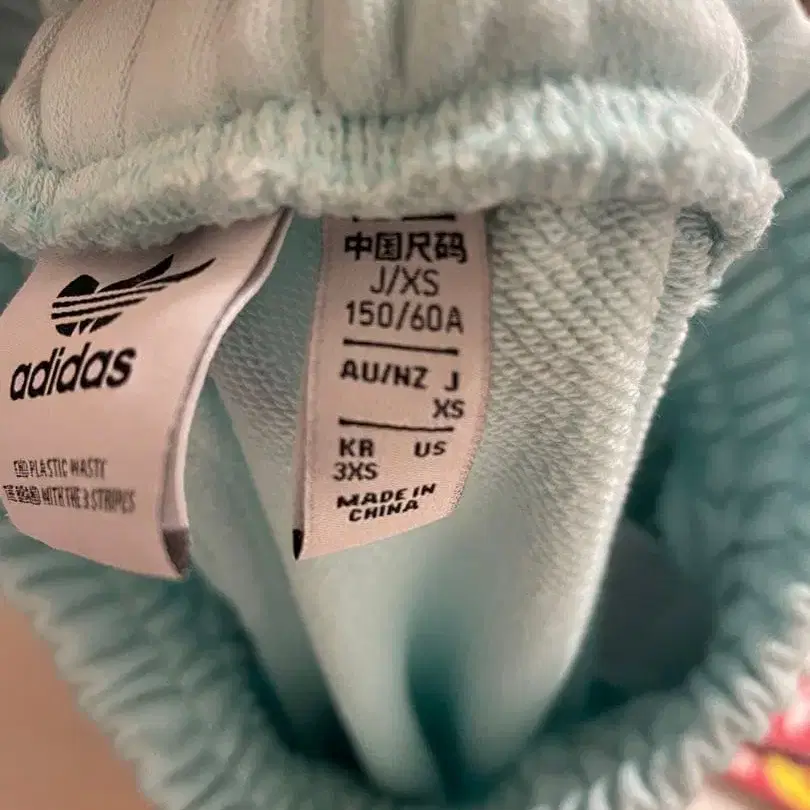 adidas
PLASTIC WASTE
WITH THE 3 STRIPES
中国尺码
J/XS
150/60A
AU/NZ J
XS
KR US
3XS
MADE IN
CHINA